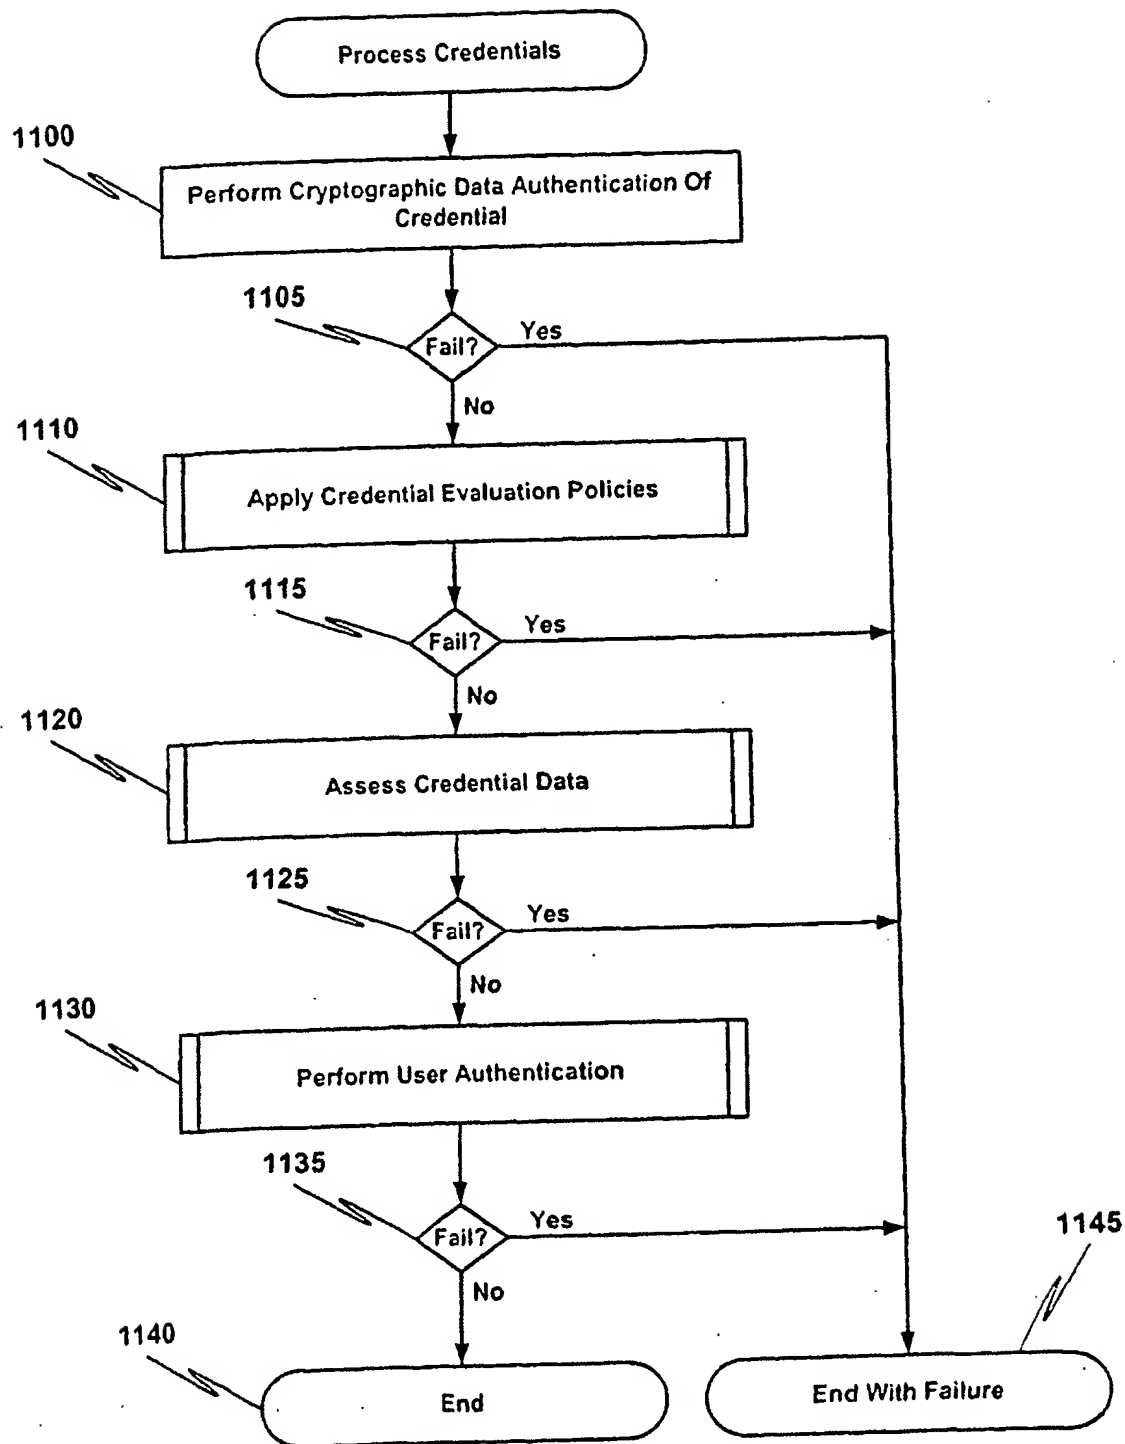 Process Credentials
1100
Perform Cryptographic Data Authentication Of
Credential
1105
Fail?
Yes
No
1110
Apply Credential Evaluation Policies
1115
Fail?
Yes
No
1120
Assess Credential Data
1125
Fail?
Yes
No
1130
Perform User Authentication
1135
Fail?
Yes
No
1140
End
1145
End With Failure